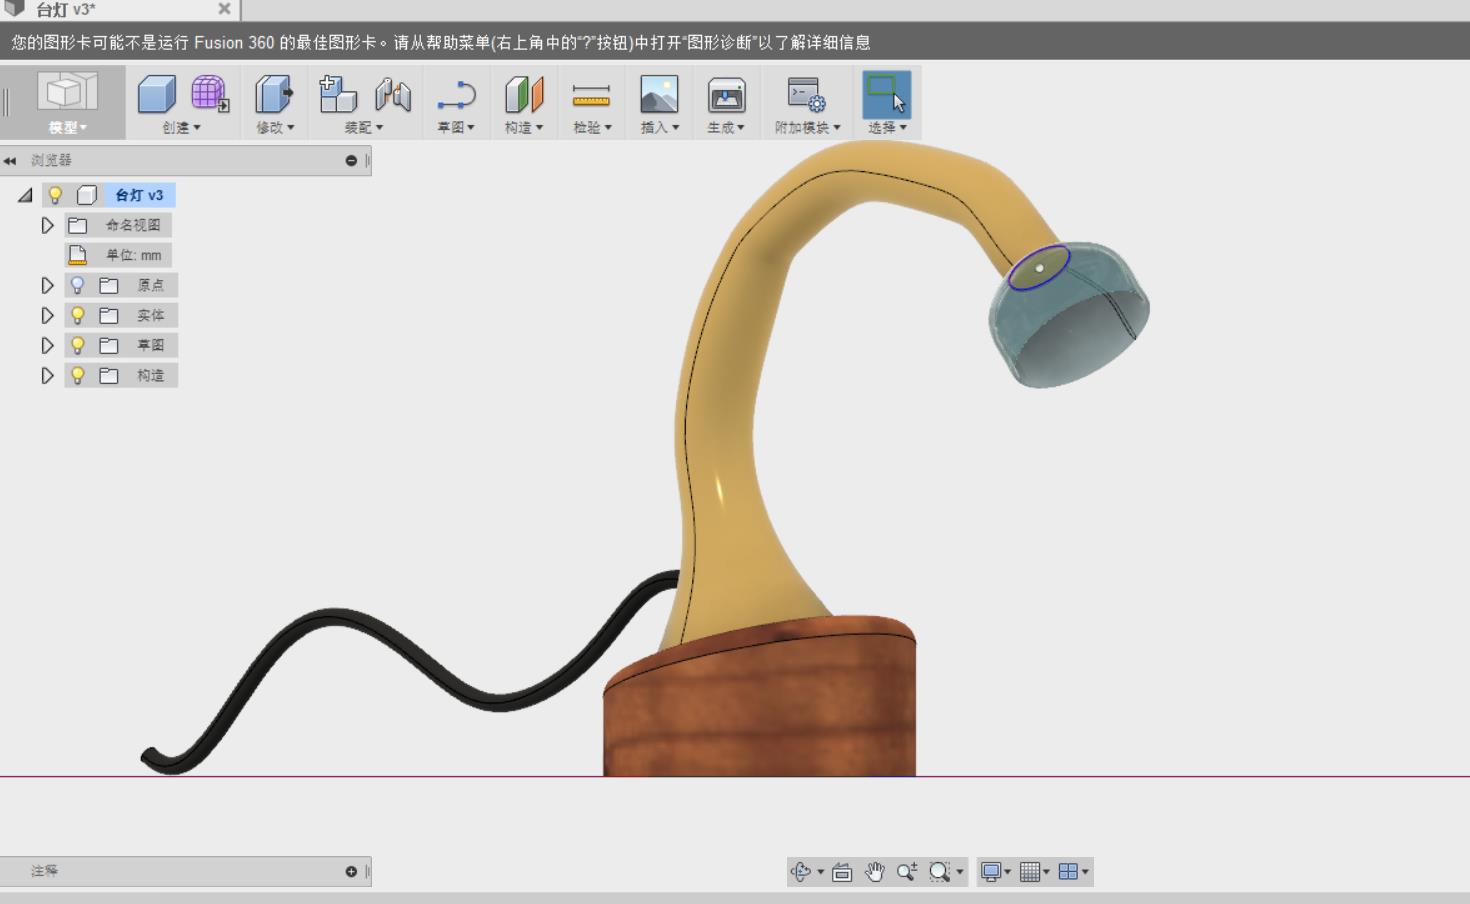 台灯 v3*
您的图形卡可能不是运行 Fusion 360 的最佳图形卡。请从帮助菜单(右上角中的“?”按钮)中打开“图形诊断”以了解详细信息
模型
创建
修改
装配
草图
构造
检验
插入
生成
附加模块
选择
浏览器
台灯 v3
命名视图
单位: mm
原点
实体
草图
构造
注释